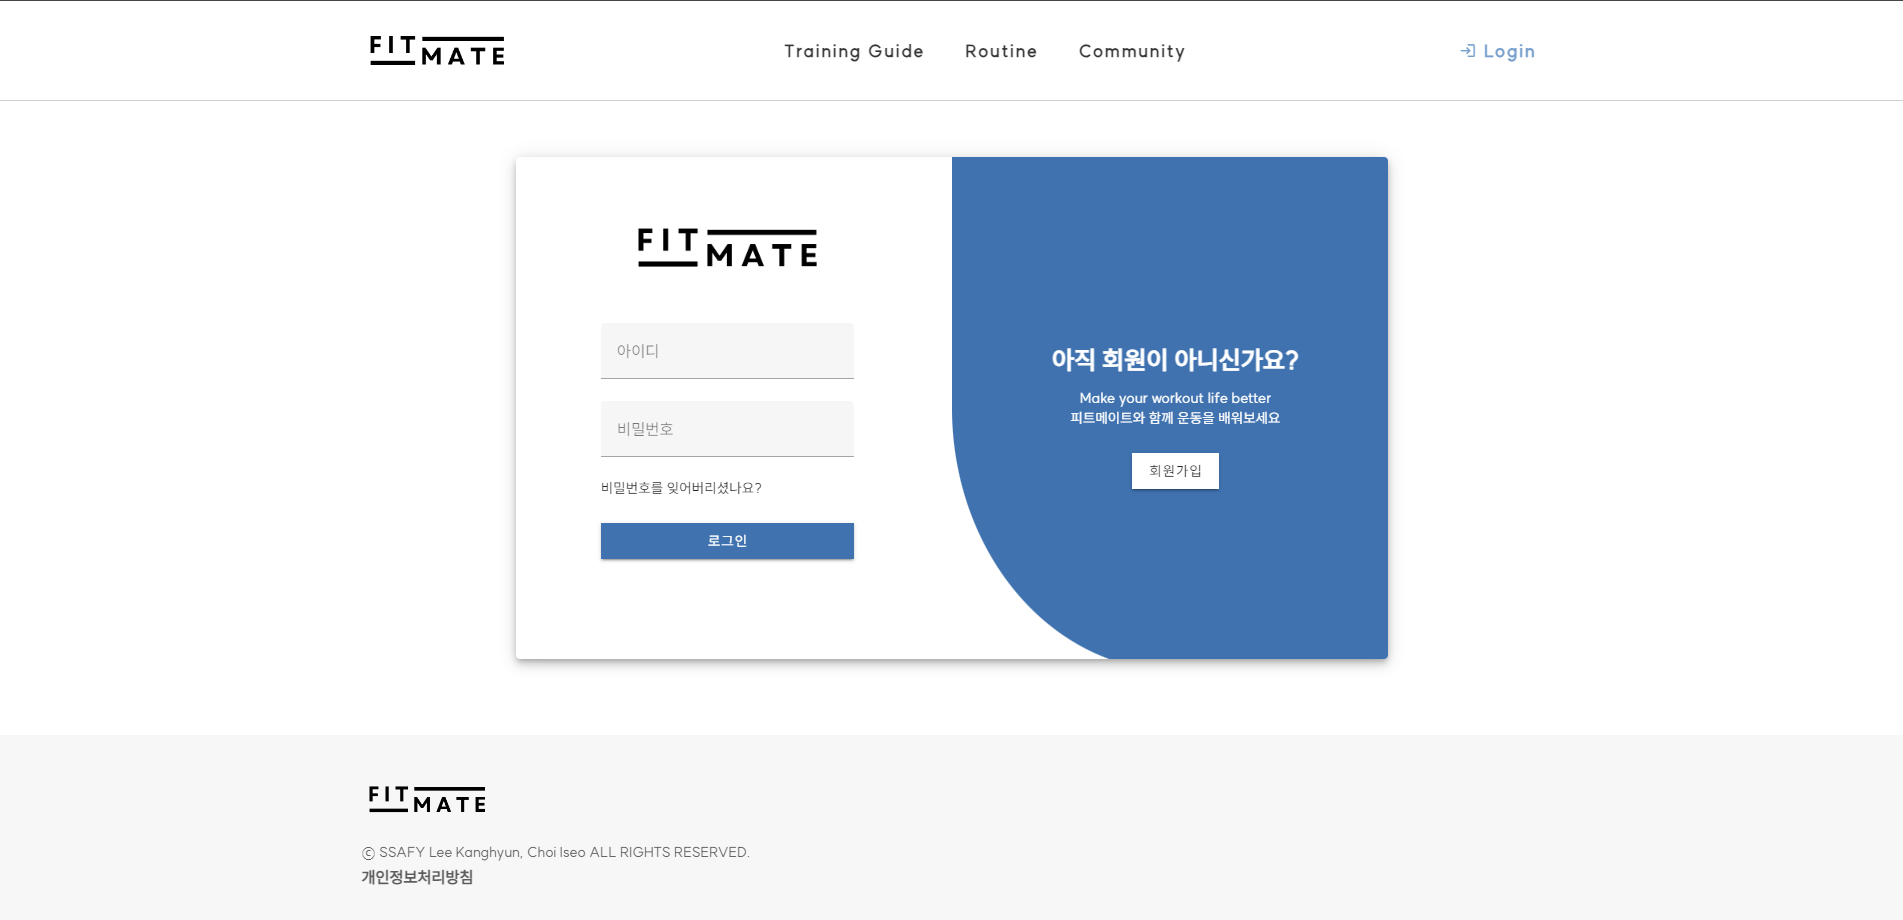 FIT MATE
Training Guide
Routine
Community
Login
FIT MATE
아이디
비밀번호
비밀번호를 잊어버리셨나요?
로그인
아직 회원이 아니신가요?
Make your workout life better
피트메이트와 함께 운동을 배워보세요
회원가입
FIT MATE
© SSAFY Lee Kanghyun, Choi Iseo ALL RIGHTS RESERVED.
개인정보처리방침